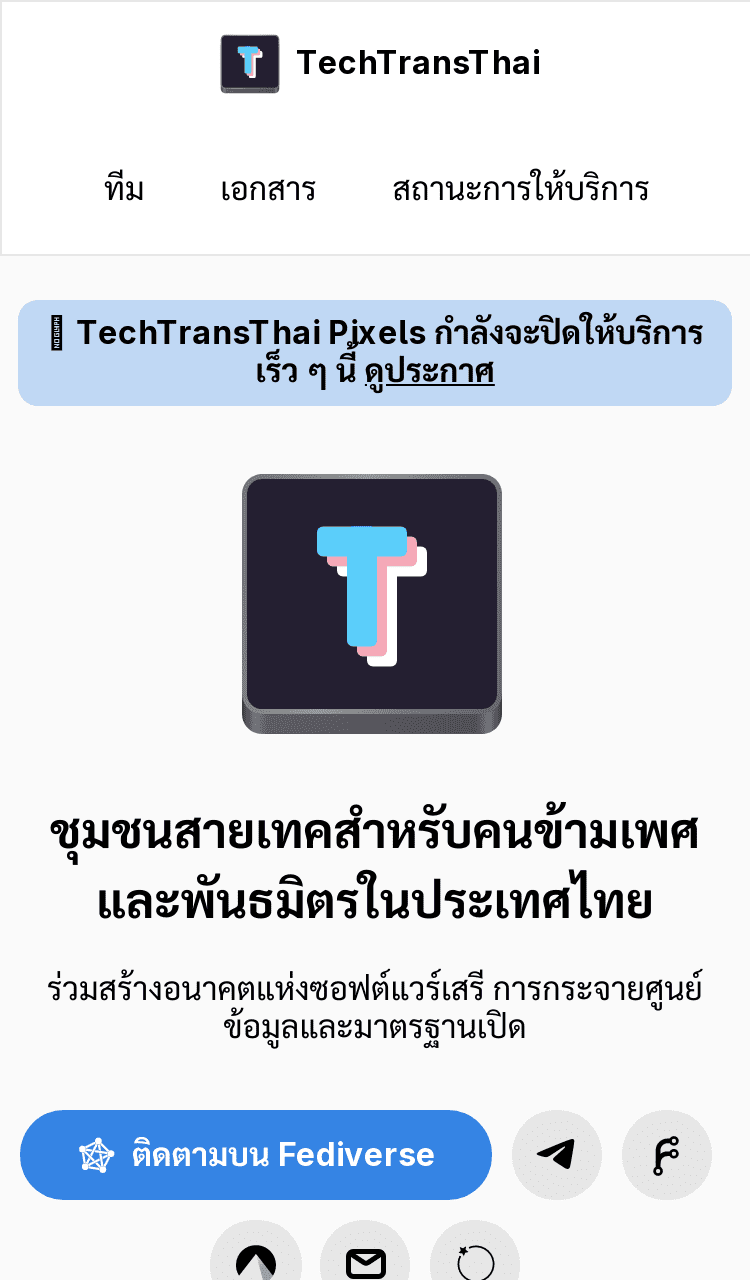 TechTransThai
ทีม เอกสาร สถานะการให้บริการ
TechTransThai Pixels กำลังจะปิดให้บริการ
เร็ว ๆ นี้ ดูประกาศ
ชุมชนสายเทคสำหรับคนข้ามเพศ
และพันธมิตรในประเทศไทย
ร่วมสร้างอนาคตแห่งซอฟต์แวร์เสรี การกระจายศูนย์
ข้อมูลและมาตรฐานเปิด
ติดตามบน Fediverse